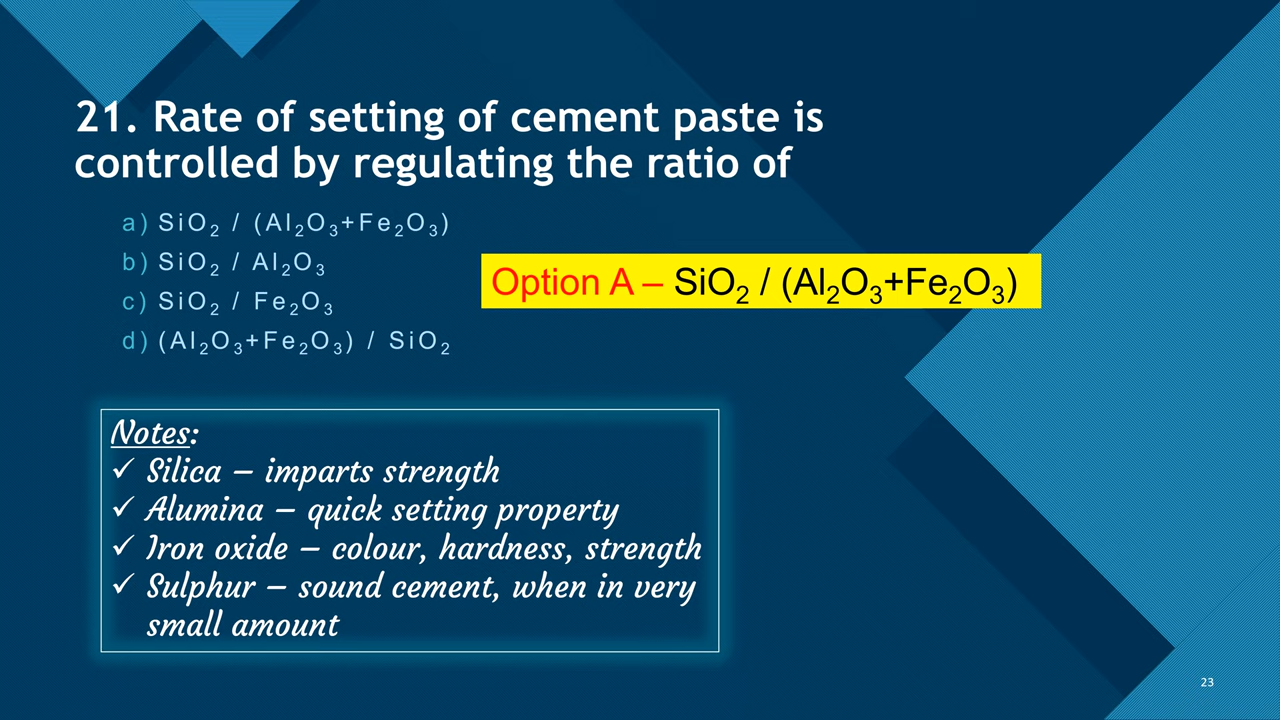 21. Rate of setting of cement paste is
controlled by regulating the ratio of
a) SiO₂ / (Al₂O₃+Fe₂O₃)
b) SiO₂ / Al₂O₃
c) SiO₂ / Fe₂O₃
d) (Al₂O₃+Fe₂O₃) / SiO₂
Option A – SiO₂ / (Al₂O₃+Fe₂O₃)
Notes:
✓ Silica – imparts strength
✓ Alumina – quick setting property
✓ Iron oxide – colour, hardness, strength
✓ Sulphur – sound cement, when in very
small amount
23